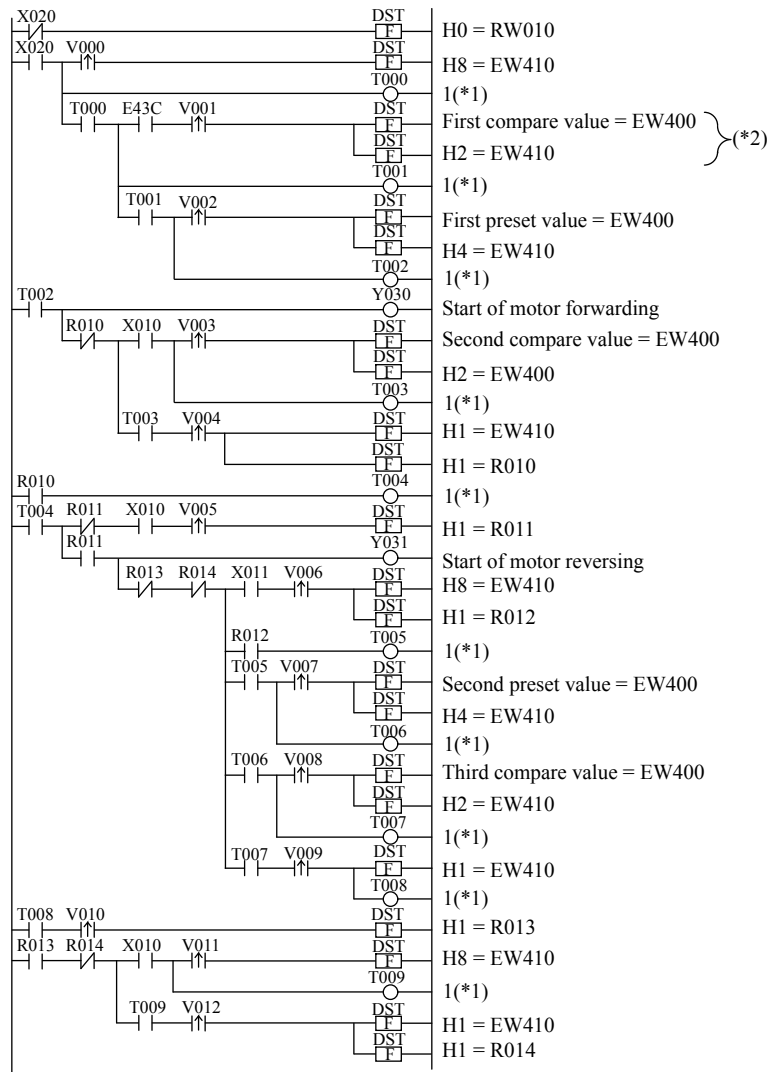 X020 DST
F H0 = RW010
X020 V000 DST
F H8 = EW410
T000
1(*1)
T000 E43C V001 DST
F First compare value = EW400
DST (*2)
F H2 = EW410
T001
1(*1)
T001 V002 DST
F First preset value = EW400
DST
F H4 = EW410
T002
1(*1)
T002 Y030
Start of motor forwarding
R010 X010 V003 DST
F Second compare value = EW400
DST
F H2 = EW400
T003
1(*1)
T003 V004 DST
F H1 = EW410
DST
F H1 = R010
R010 T004
1(*1)
T004 R011 X010 V005 DST
F H1 = R011
R011 Y031
Start of motor reversing
R013 R014 X011 V006 DST
F H8 = EW410
DST
F H1 = R012
R012 T005
1(*1)
T005 V007 DST
F Second preset value = EW400
DST
F H4 = EW410
T006
1(*1)
T006 V008 DST
F Third compare value = EW400
DST
F H2 = EW410
T007
1(*1)
T007 V009 DST
F H1 = EW410
T008
1(*1)
T008 V010 DST
F H1 = R013
R013 R014 X010 V011 DST
F H8 = EW410
T009
1(*1)
T009 V012 DST
F H1 = EW410
DST
F H1 = R014